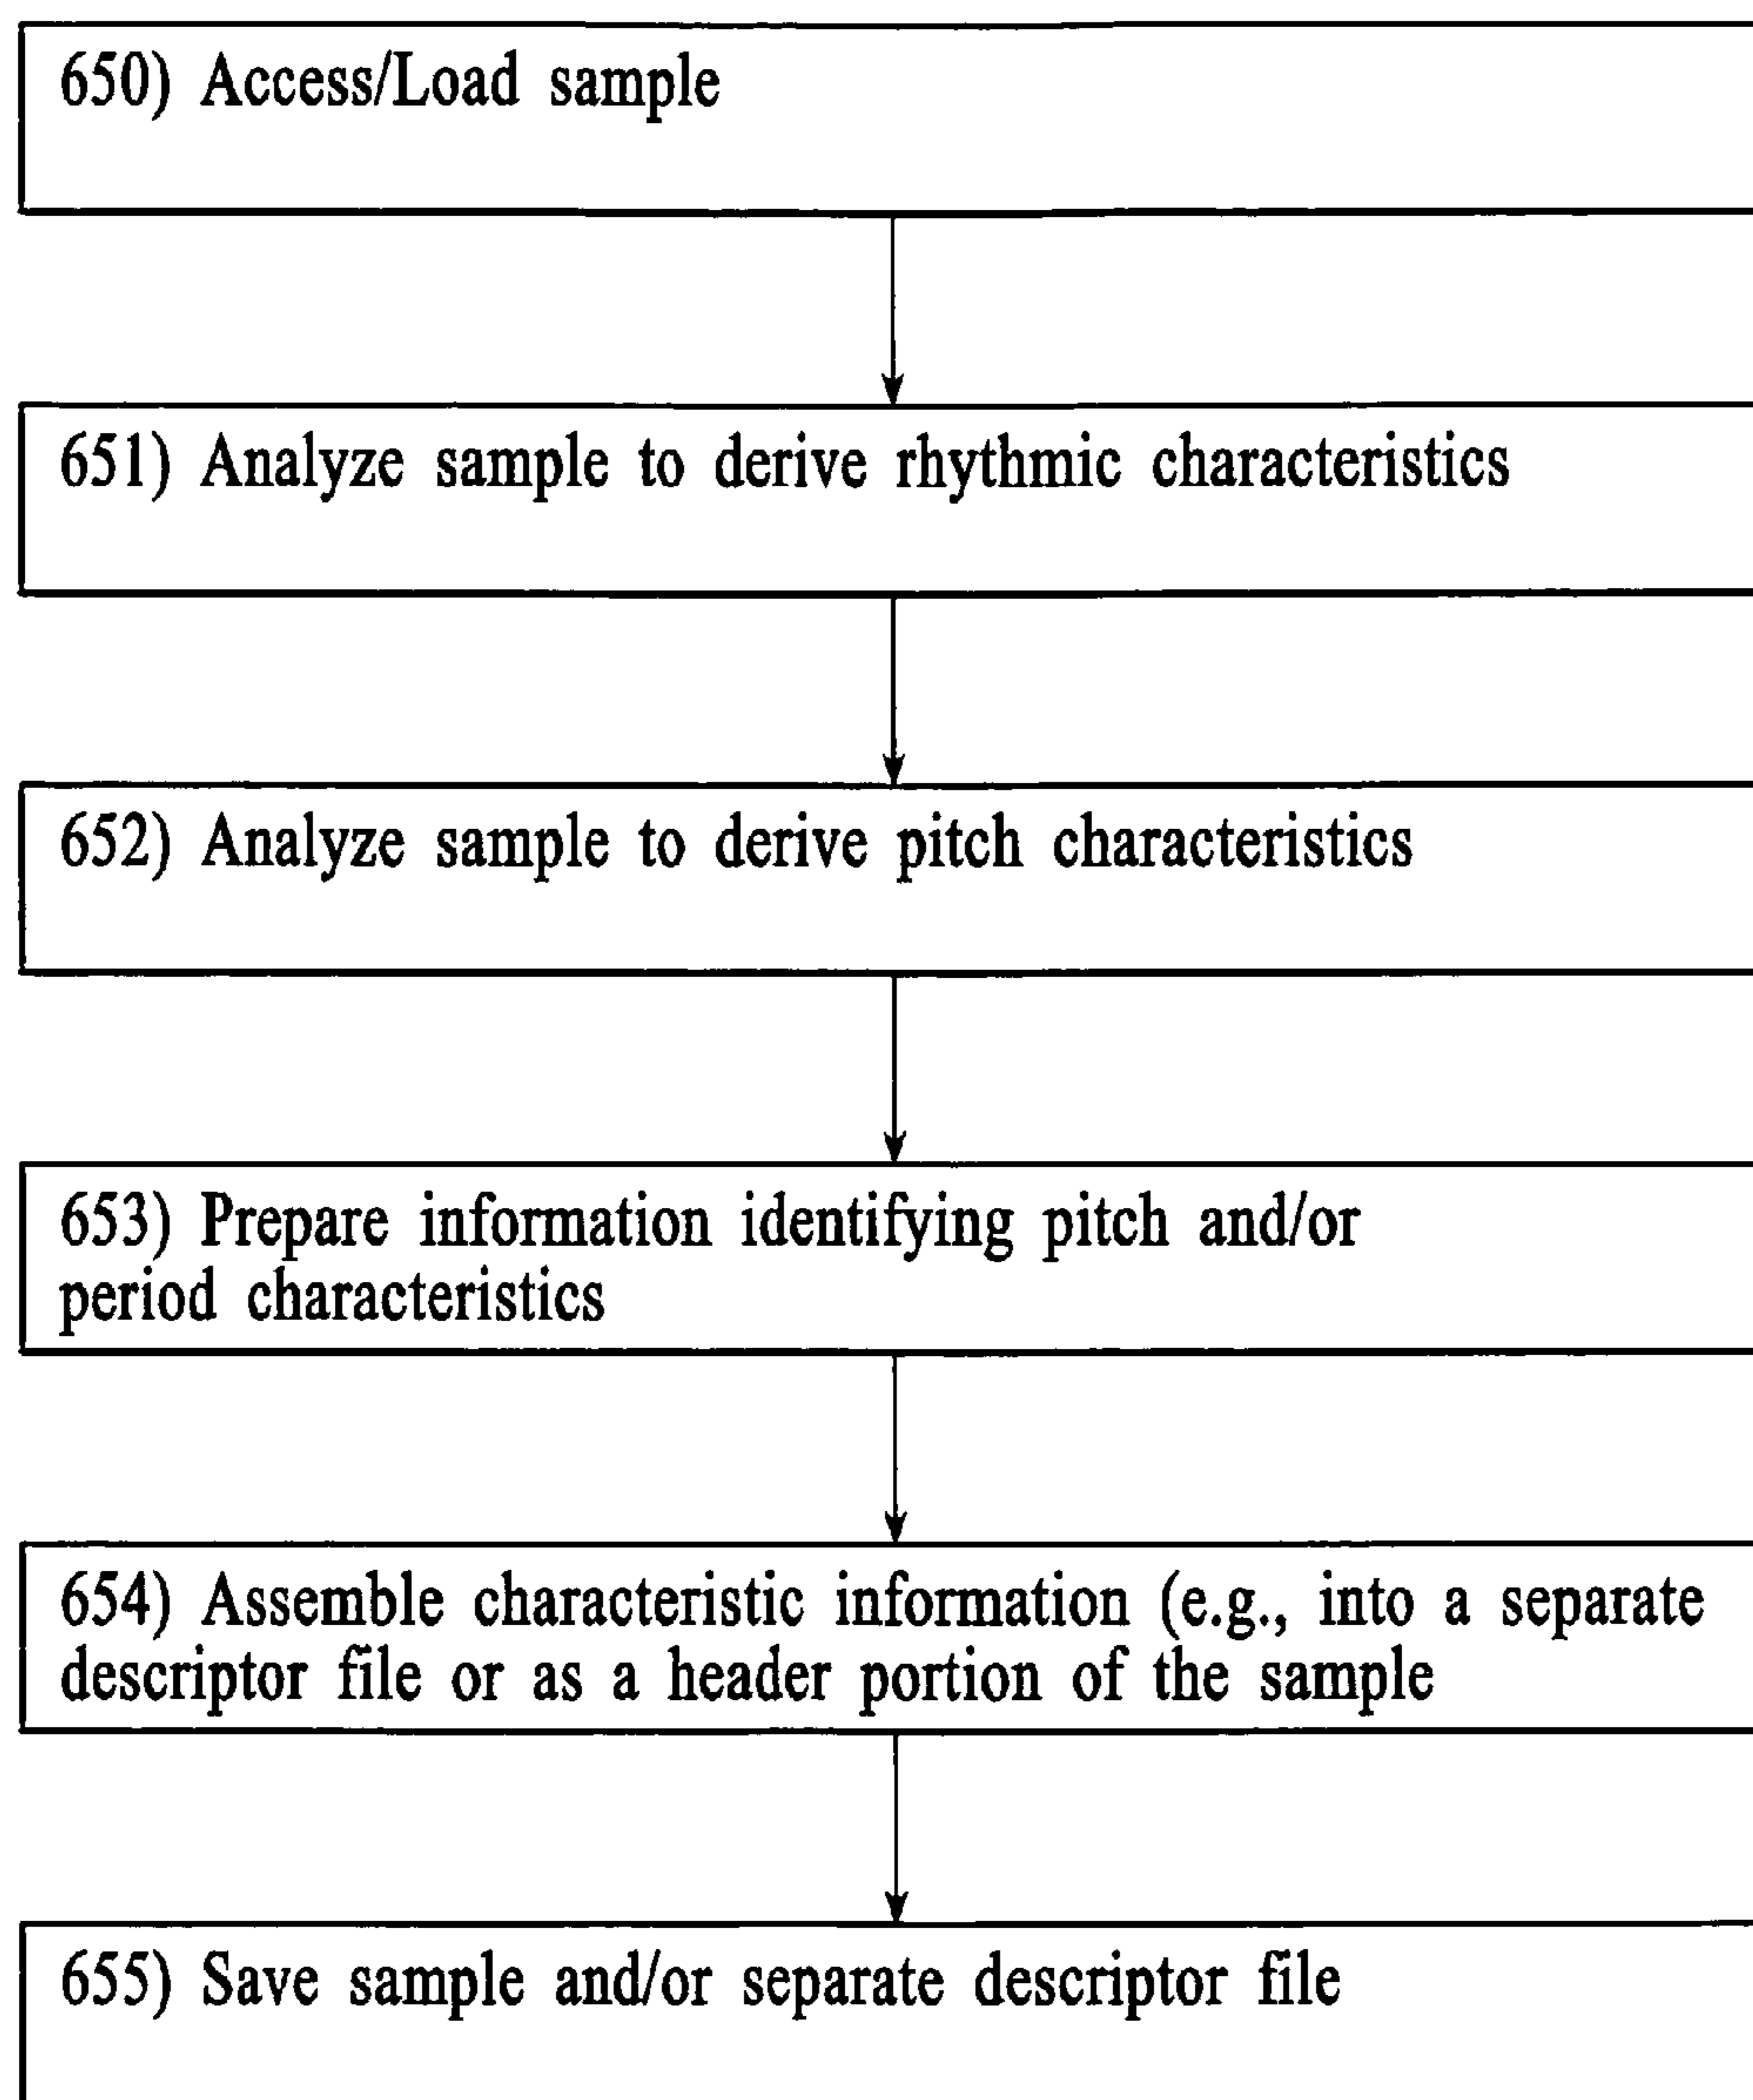 650) Access/Load sample
651) Analyze sample to derive rhythmic characteristics
652) Analyze sample to derive pitch characteristics
653) Prepare information identifying pitch and/or
period characteristics
654) Assemble characteristic information (e.g., into a separate
descriptor file or as a header portion of the sample
655) Save sample and/or separate descriptor file